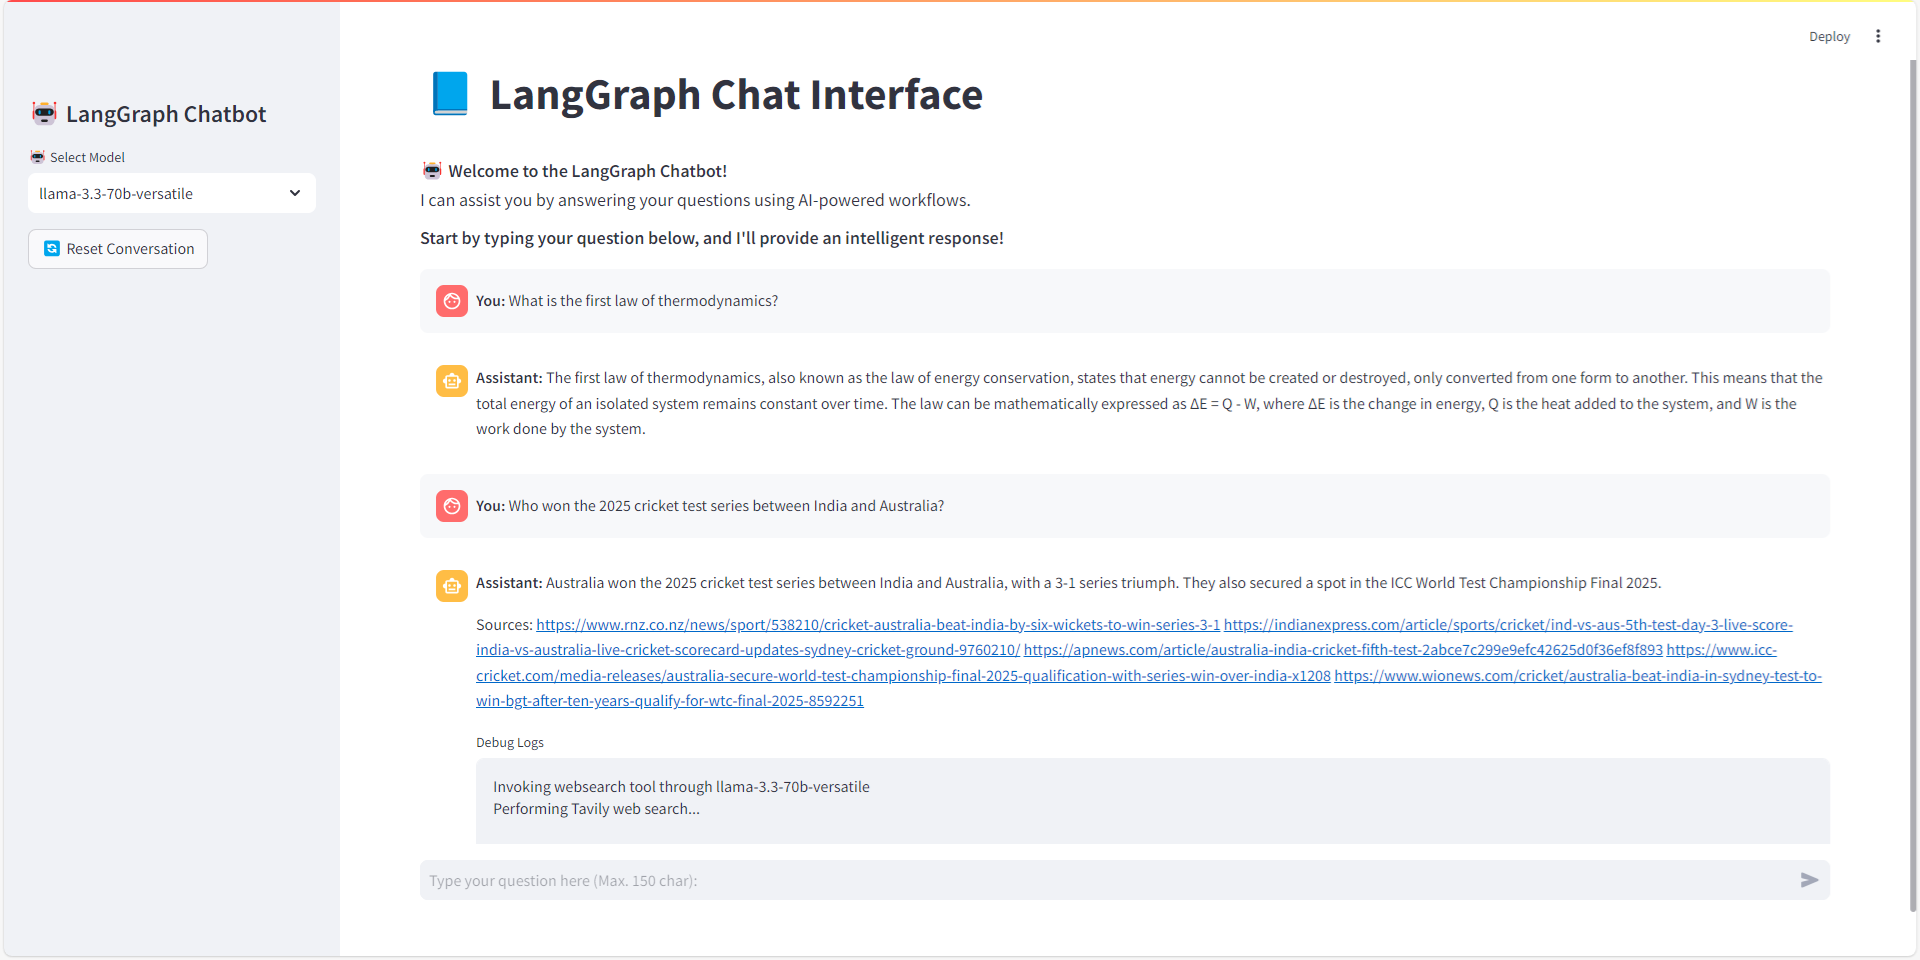 Deploy
LangGraph Chatbot
Select Model
llama-3.3-70b-versatile
Reset Conversation
LangGraph Chat Interface
Welcome to the LangGraph Chatbot!
I can assist you by answering your questions using AI-powered workflows.
Start by typing your question below, and I'll provide an intelligent response!
You: What is the first law of thermodynamics?
Assistant: The first law of thermodynamics, also known as the law of energy conservation, states that energy cannot be created or destroyed, only converted from one form to another. This means that the
total energy of an isolated system remains constant over time. The law can be mathematically expressed as ΔE = Q - W, where ΔE is the change in energy, Q is the heat added to the system, and W is the
work done by the system.
You: Who won the 2025 cricket test series between India and Australia?
Assistant: Australia won the 2025 cricket test series between India and Australia, with a 3-1 series triumph. They also secured a spot in the ICC World Test Championship Final 2025.
Sources: https://www.rnz.co.nz/news/sport/538210/cricket-australia-beat-india-by-six-wickets-to-win-series-3-1 https://indianexpress.com/article/sports/cricket/ind-vs-aus-5th-test-day-3-live-score-
india-vs-australia-live-cricket-scorecard-updates-sydney-cricket-ground-9760210/ https://apnews.com/article/australia-india-cricket-fifth-test-2abce7c299e9efc42625d0f36ef8f893 https://www.icc-
cricket.com/media-releases/australia-secure-world-test-championship-final-2025-qualification-with-series-win-over-india-x1208 https://www.wionews.com/cricket/australia-beat-india-in-sydney-test-to-
win-bgt-after-ten-years-qualify-for-wtc-final-2025-8592251
Debug Logs
Invoking websearch tool through llama-3.3-70b-versatile
Performing Tavily web search...
Type your question here (Max. 150 char):